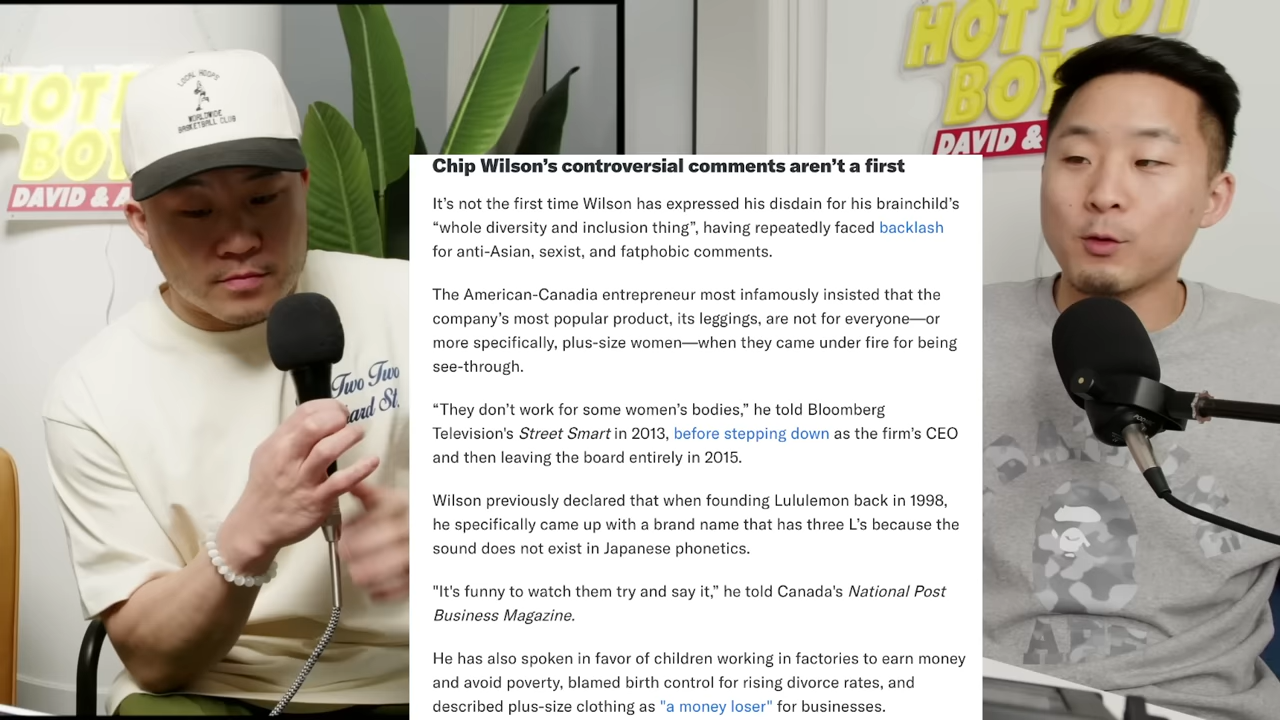 HOT
BOY
DAVID & A
LOCAL HOOPS
WORLDWIDE
BASKETBALL CLUB
Two Two
ard St.
Chip Wilson’s controversial comments aren’t a first
It’s not the first time Wilson has expressed his disdain for his brainchild’s
“whole diversity and inclusion thing”, having repeatedly faced backlash
for anti-Asian, sexist, and fatphobic comments.
The American-Canadia entrepreneur most infamously insisted that the
company’s most popular product, its leggings, are not for everyone—or
more specifically, plus-size women—when they came under fire for being
see-through.
“They don’t work for some women’s bodies,” he told Bloomberg
Television’s Street Smart in 2013, before stepping down as the firm’s CEO
and then leaving the board entirely in 2015.
Wilson previously declared that when founding Lululemon back in 1998,
he specifically came up with a brand name that has three L’s because the
sound does not exist in Japanese phonetics.
"It's funny to watch them try and say it,” he told Canada's National Post
Business Magazine.
He has also spoken in favor of children working in factories to earn money
and avoid poverty, blamed birth control for rising divorce rates, and
described plus-size clothing as "a money loser" for businesses.
HOT POT
BOY
DAVID &
APE